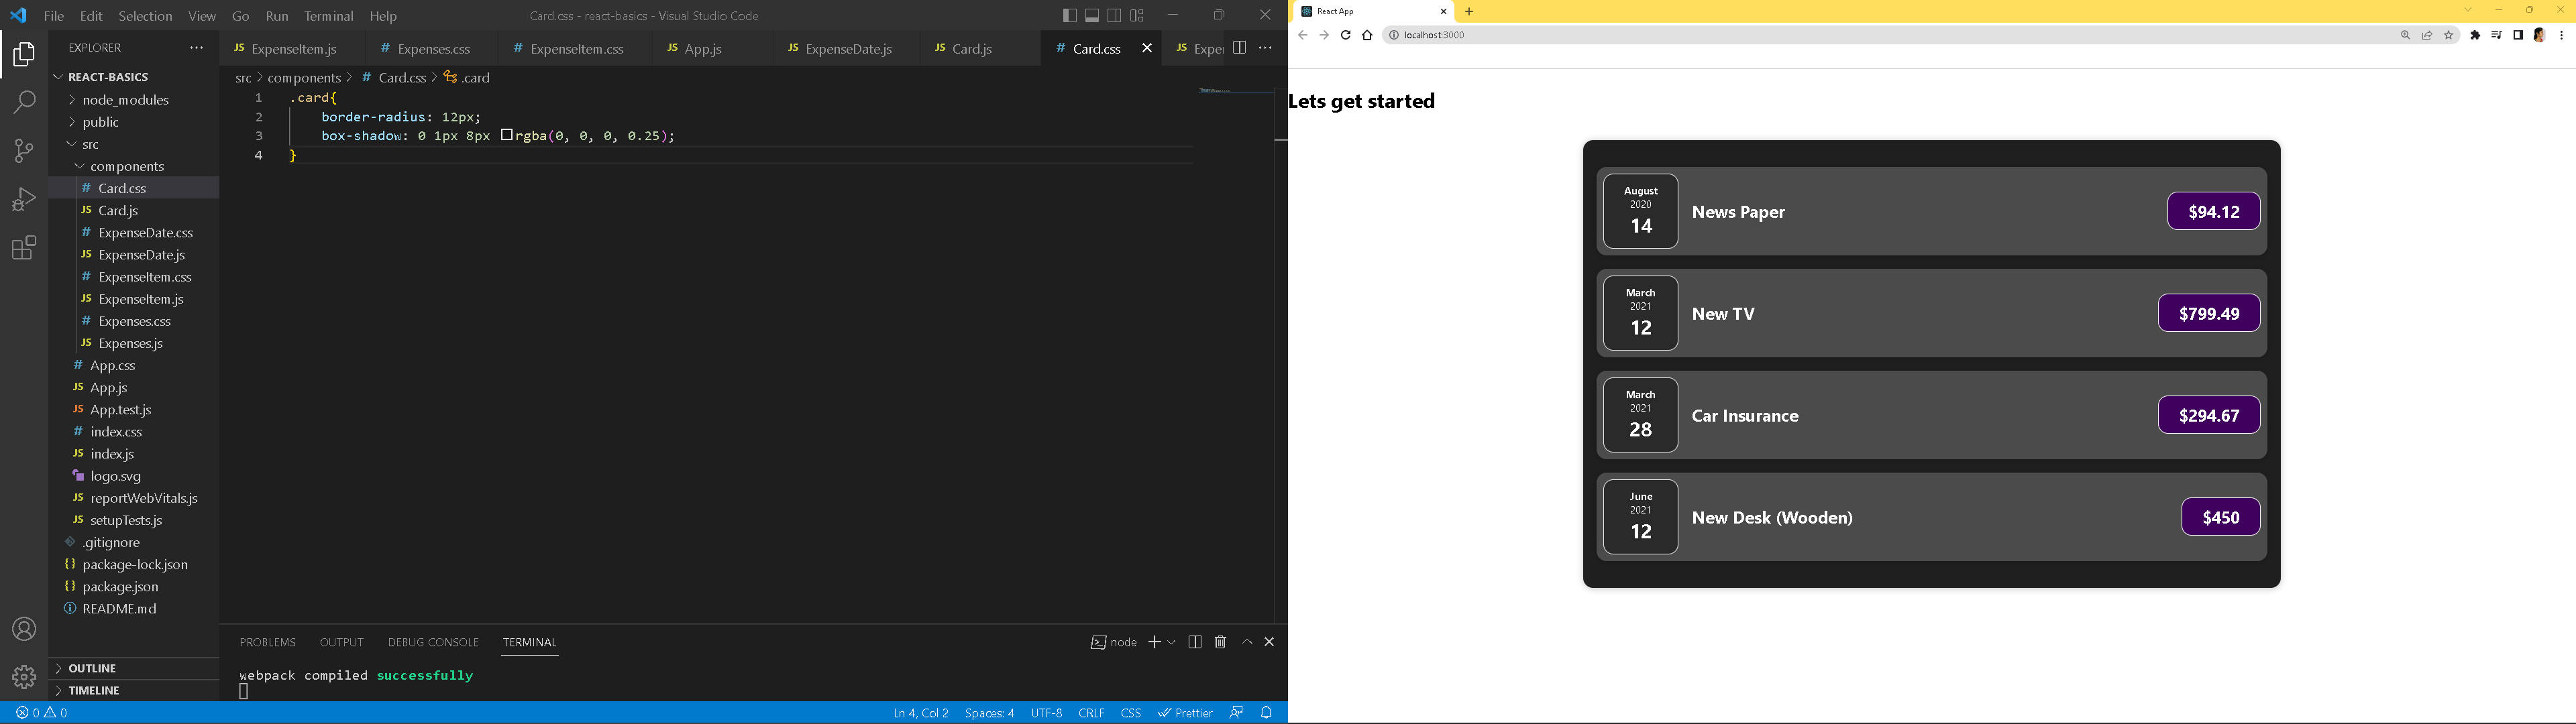 File Edit Selection View Go Run Terminal Help
Card.css - react-basics - Visual Studio Code
EXPLORER
REACT-BASICS
node_modules
public
src
components
# Card.css
JS Card.js
# ExpenseDate.css
JS ExpenseDate.js
# ExpenseItem.css
JS ExpenseItem.js
# Expenses.css
JS Expenses.js
# App.css
JS App.js
JS App.test.js
# index.css
JS index.js
logo.svg
JS reportWebVitals.js
JS setupTests.js
.gitignore
{} package-lock.json
{} package.json
README.md
OUTLINE
TIMELINE
JS ExpenseItem.js # Expenses.css # ExpenseItem.css JS App.js JS ExpenseDate.js JS Card.js # Card.css JS Exper
src > components > # Card.css > .card
1 .card{
2 border-radius: 12px;
3 box-shadow: 0 1px 8px rgba(0, 0, 0, 0.25);
4 }
PROBLEMS OUTPUT DEBUG CONSOLE TERMINAL
node
webpack compiled successfully
0 0
Ln 4, Col 2 Spaces: 4 UTF-8 CRLF CSS Prettier
React App
localhost:3000
Lets get started
August
2020
14
News Paper
$94.12
March
2021
12
New TV
$799.49
March
2021
28
Car Insurance
$294.67
June
2021
12
New Desk (Wooden)
$450